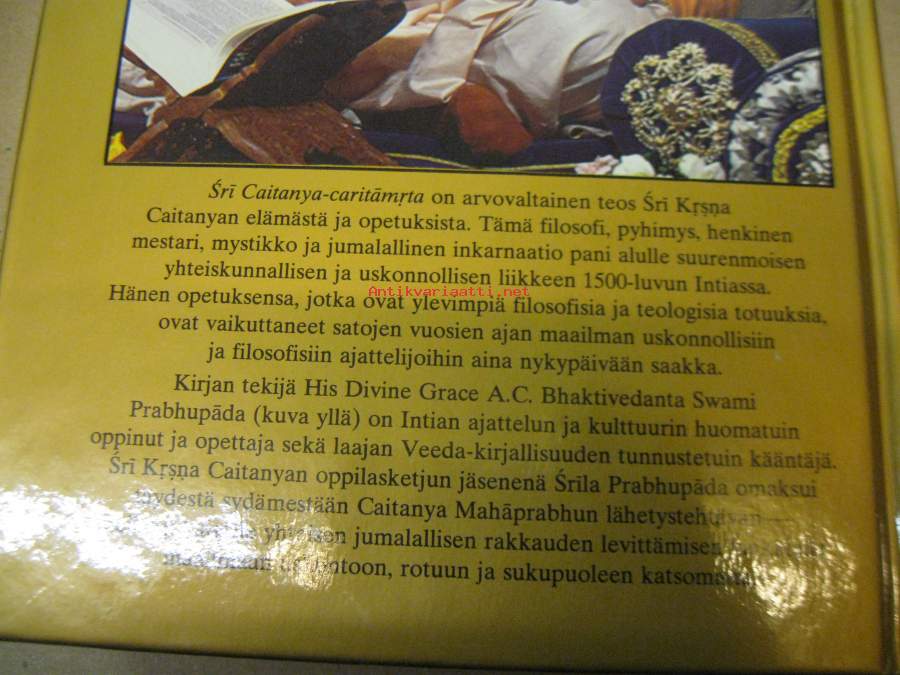 Śrī Caitanya-caritāmṛta on arvovaltainen teos Śrī Kṛṣṇa
Caitanyan elämästä ja opetuksista. Tämä filosofi, pyhimys, henkinen
mestari, mystikko ja jumalallinen inkarnaatio pani alulle suurenmoisen
yhteiskunnallisen ja uskonnollisen liikkeen 1500-luvun Intiassa.
Antikvariaatti.net
Hänen opetuksensa, jotka ovat ylevimpiä filosofisia ja teologisia totuuksia,
ovat vaikuttaneet satojen vuosien ajan maailman uskonnollisiin
ja filosofisiin ajattelijoihin aina nykypäivään saakka.
Kirjan tekijä His Divine Grace A.C. Bhaktivedanta Swami
Prabhupāda (kuva yllä) on Intian ajattelun ja kulttuurin huomatuin
oppinut ja opettaja sekä laajan Veeda-kirjallisuuden tunnustetuin kääntäjä.
Śrī Kṛṣṇa Caitanyan oppilasketjun jäsenenä Śrīla Prabhupāda omaksui
täydestä sydämestään Caitanya Mahāprabhun
jumalallisen rakkauden levittämisen
rotuun ja sukupuoleen